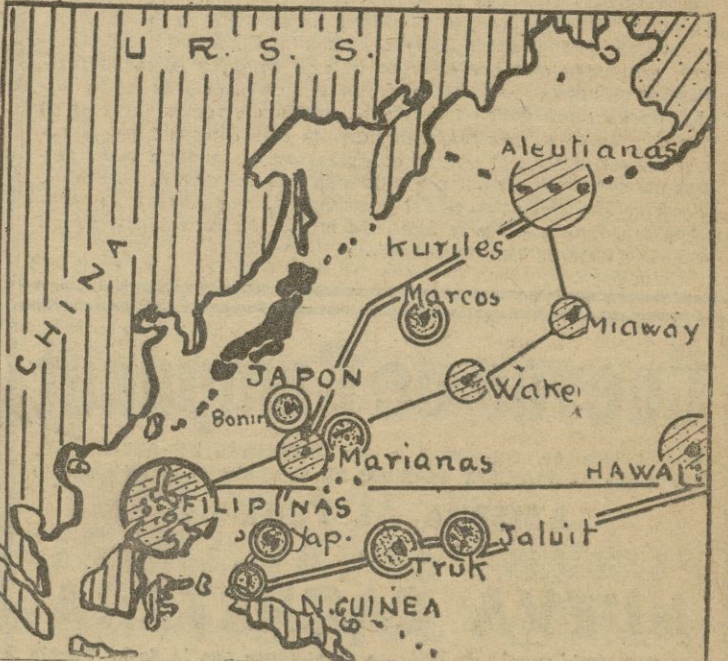 U.R.S.S.
Aleutianas
CHINA
Kuriles
Marcos
Miaway
JAPON
Wake
Bonin
Marianas
HAWAI
FILIPINAS
Yap.
Jaluit
Truk
N.GUINEA